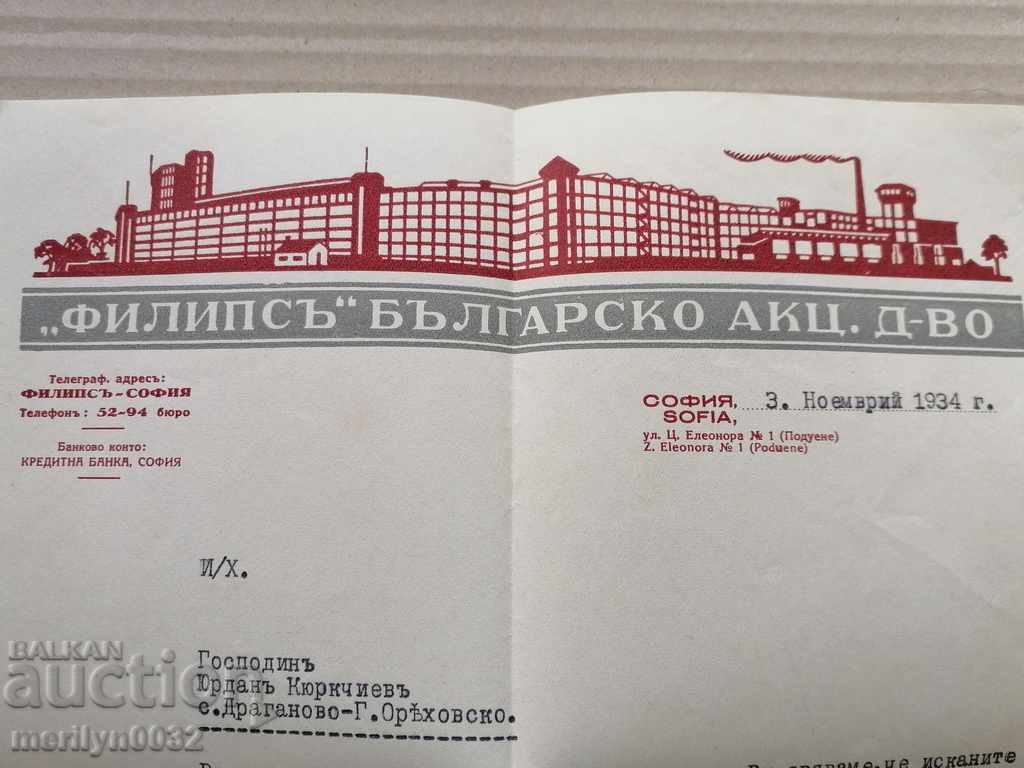 „ФИЛИПСЪ“ БЪЛГАРСКО АКЦ. Д-ВО
Телеграф. адресъ:
ФИЛИПСЪ-СОФИЯ
Телефонъ: 52-94 бюро
Банково конто:
КРЕДИТНА БАНКА, СОФИЯ
СОФИЯ, 3. Ноемврий 1934 г.
SOFIA,
ул. Ц. Елеонора № 1 (Подуене)
Z. Eleonora № 1 (Poduene)
И/Х.
Господинъ
Юрданъ Кюркчиевъ
с.Драганово-Г.Орѣховско.
че исканите
BALKAN
auction
merilyn0032